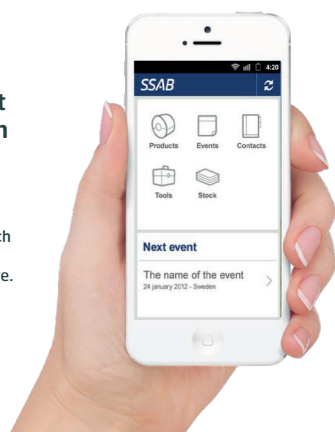 t
n
ch
e.
4:20
SSAB
Products Events Contacts
Tools Stock
Next event
The name of the event
24 january 2012 - Sweden